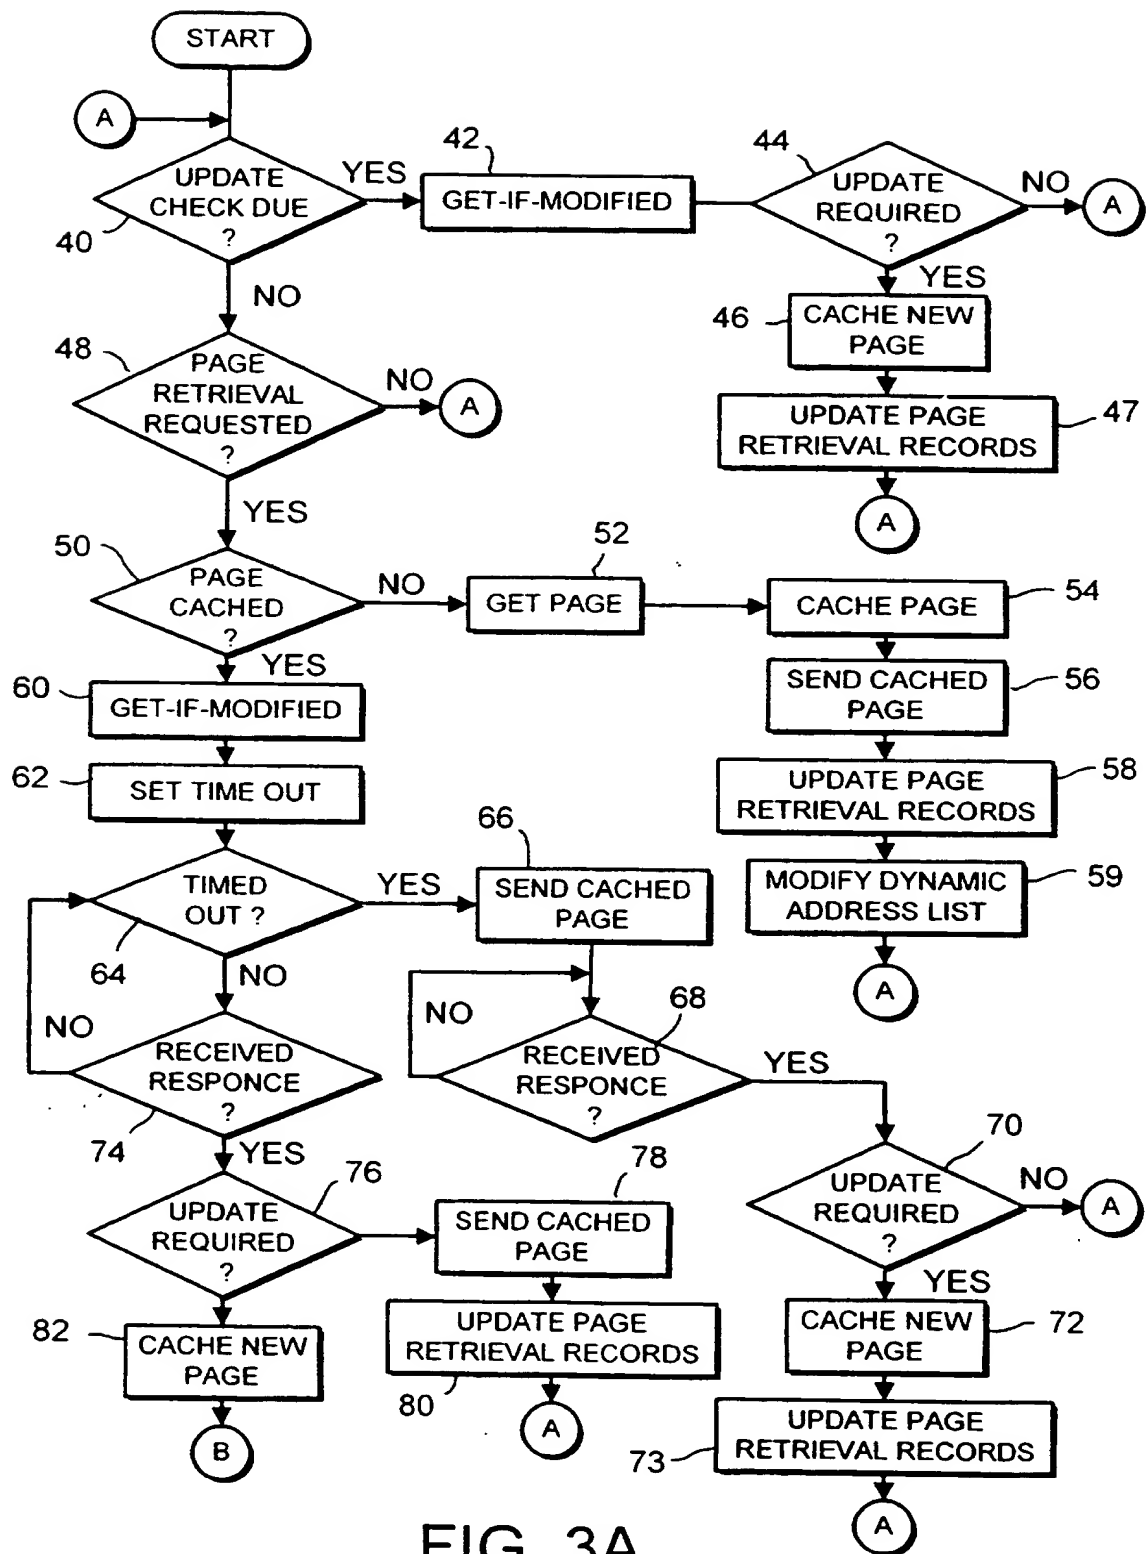 START
A
UPDATE
CHECK DUE
?
40
YES
42
GET-IF-MODIFIED
44
UPDATE
REQUIRED
?
NO
A
YES
46
CACHE NEW
PAGE
UPDATE PAGE
RETRIEVAL RECORDS
47
A
NO
48
PAGE
RETRIEVAL
REQUESTED
?
NO
A
YES
50
PAGE
CACHED
?
NO
52
GET PAGE
CACHE PAGE
54
SEND CACHED
PAGE
56
UPDATE PAGE
RETRIEVAL RECORDS
58
MODIFY DYNAMIC
ADDRESS LIST
59
A
YES
60
GET-IF-MODIFIED
62
SET TIME OUT
TIMED
OUT ?
64
YES
66
SEND CACHED
PAGE
NO
NO
RECEIVED
RESPONCE
?
74
NO
68
RECEIVED
RESPONCE
?
YES
70
UPDATE
REQUIRED
?
NO
A
YES
CACHE NEW
PAGE
72
UPDATE PAGE
RETRIEVAL RECORDS
73
A
YES
76
UPDATE
REQUIRED
?
78
SEND CACHED
PAGE
UPDATE PAGE
RETRIEVAL RECORDS
80
A
82
CACHE NEW
PAGE
B
FIG. 3A